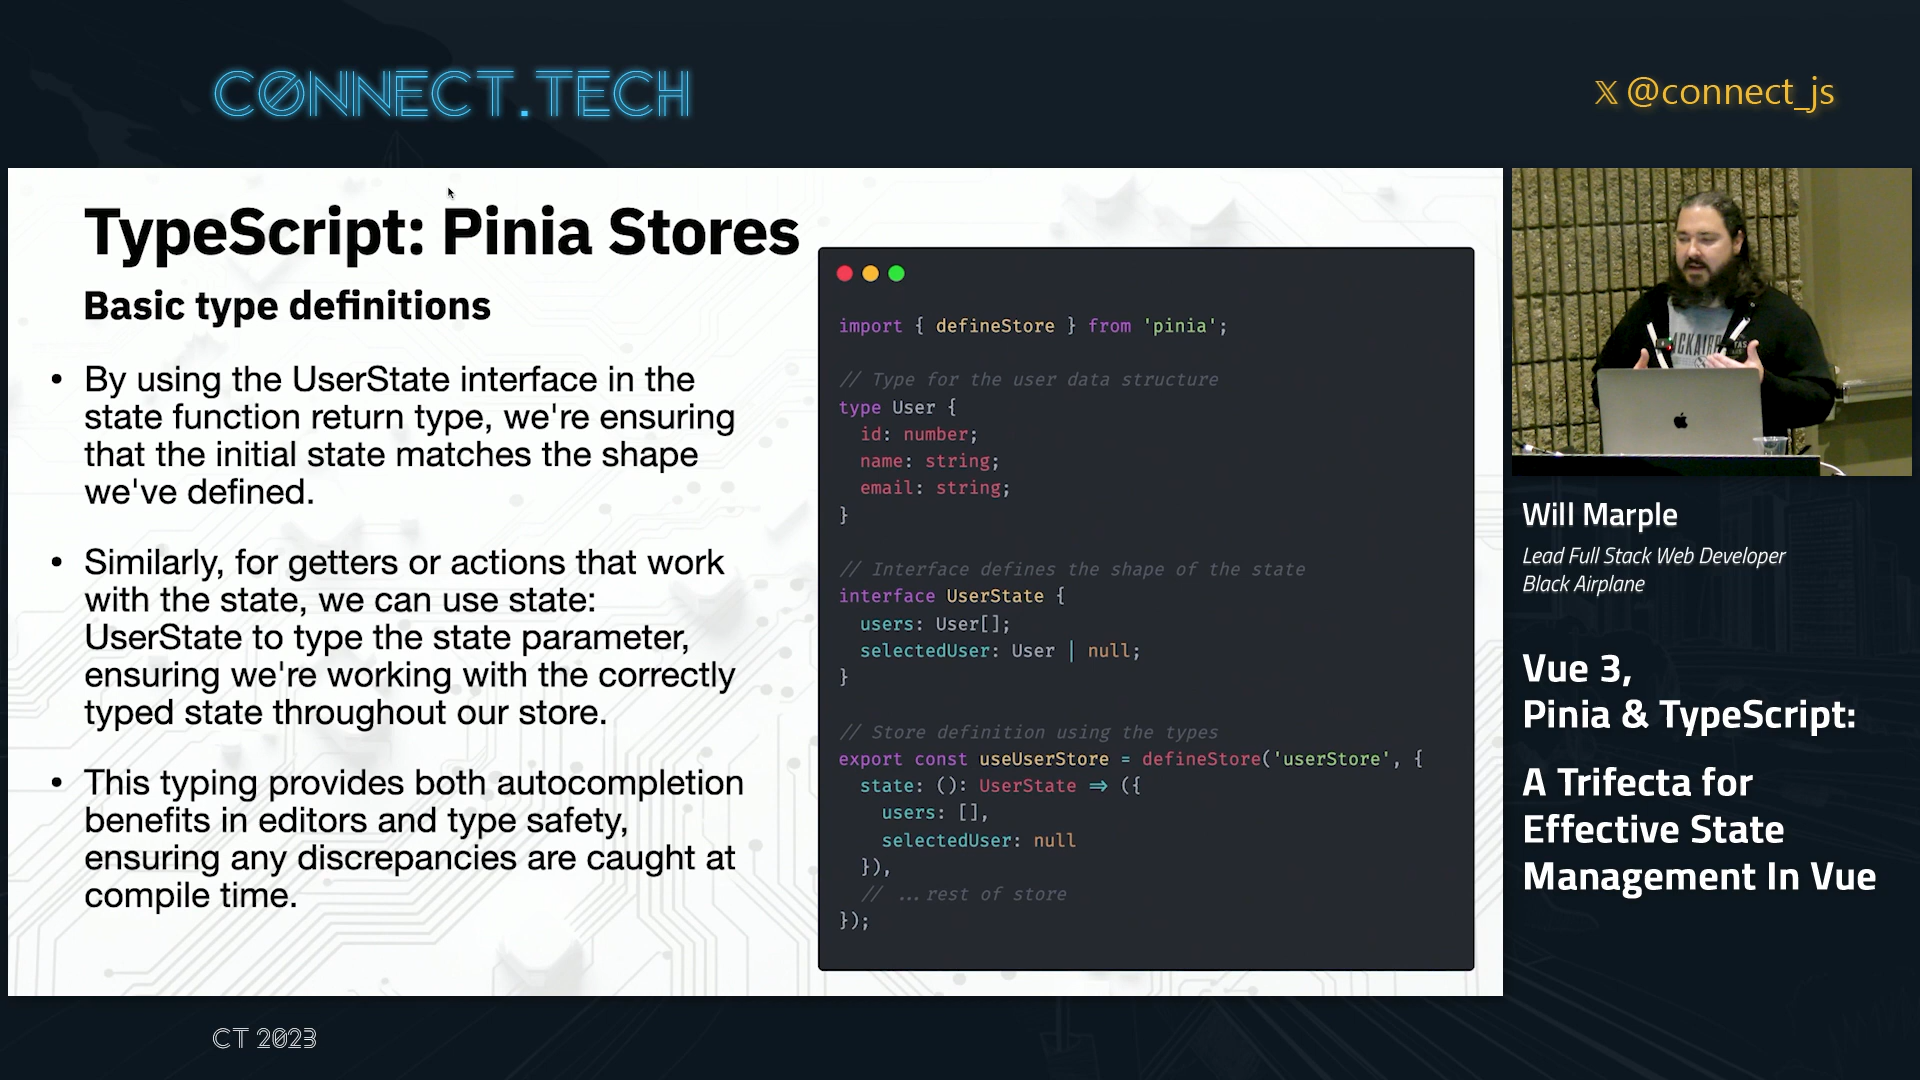 CONNECT.TECH
𝕏 @connect_js
TypeScript: Pinia Stores
Basic type definitions
• By using the UserState interface in the
state function return type, we're ensuring
that the initial state matches the shape
we've defined.
• Similarly, for getters or actions that work
with the state, we can use state:
UserState to type the state parameter,
ensuring we're working with the correctly
typed state throughout our store.
• This typing provides both autocompletion
benefits in editors and type safety,
ensuring any discrepancies are caught at
compile time.
import { defineStore } from 'pinia';
// Type for the user data structure
type User {
id: number;
name: string;
email: string;
}
// Interface defines the shape of the state
interface UserState {
users: User[];
selectedUser: User | null;
}
// Store definition using the types
export const useUserStore = defineStore('userStore', {
state: (): UserState => ({
users: [],
selectedUser: null
}),
// ...rest of store
});
Will Marple
Lead Full Stack Web Developer
Black Airplane
Vue 3,
Pinia & TypeScript:
A Trifecta for
Effective State
Management In Vue
CT 2023